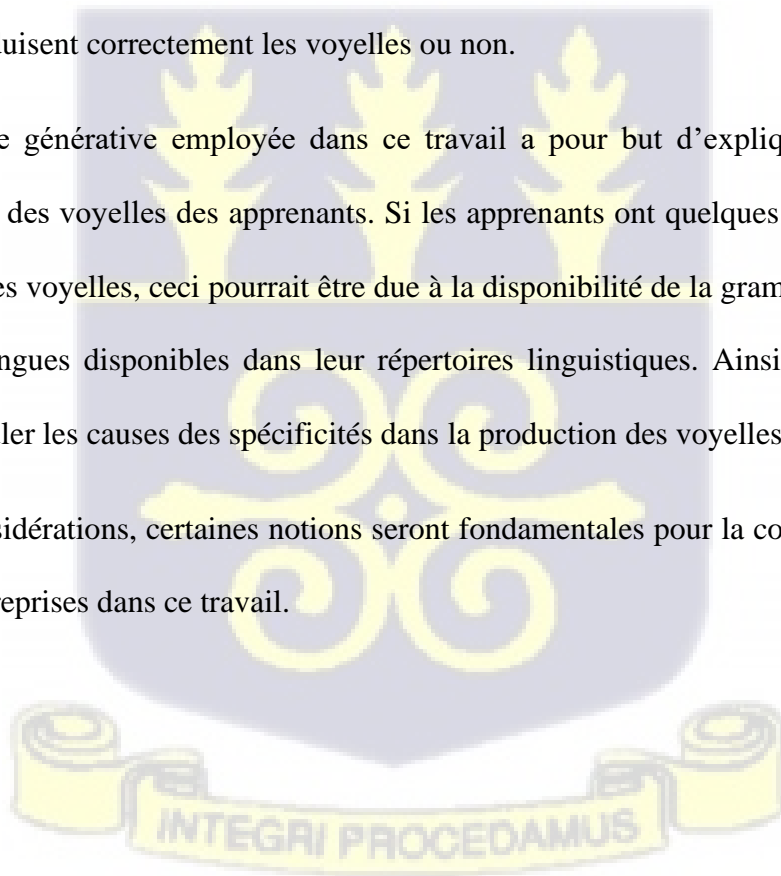 uisent correctement les voyelles ou non.
e générative employée dans ce travail a pour but d’expliq
des voyelles des apprenants. Si les apprenants ont quelques
es voyelles, ceci pourrait être due à la disponibilité de la gram
ngues disponibles dans leur répertoires linguistiques. Ainsi
ler les causes des spécificités dans la production des voyelles
sidérations, certaines notions seront fondamentales pour la co
reprises dans ce travail.
INTEGRI PROCEDAMUS